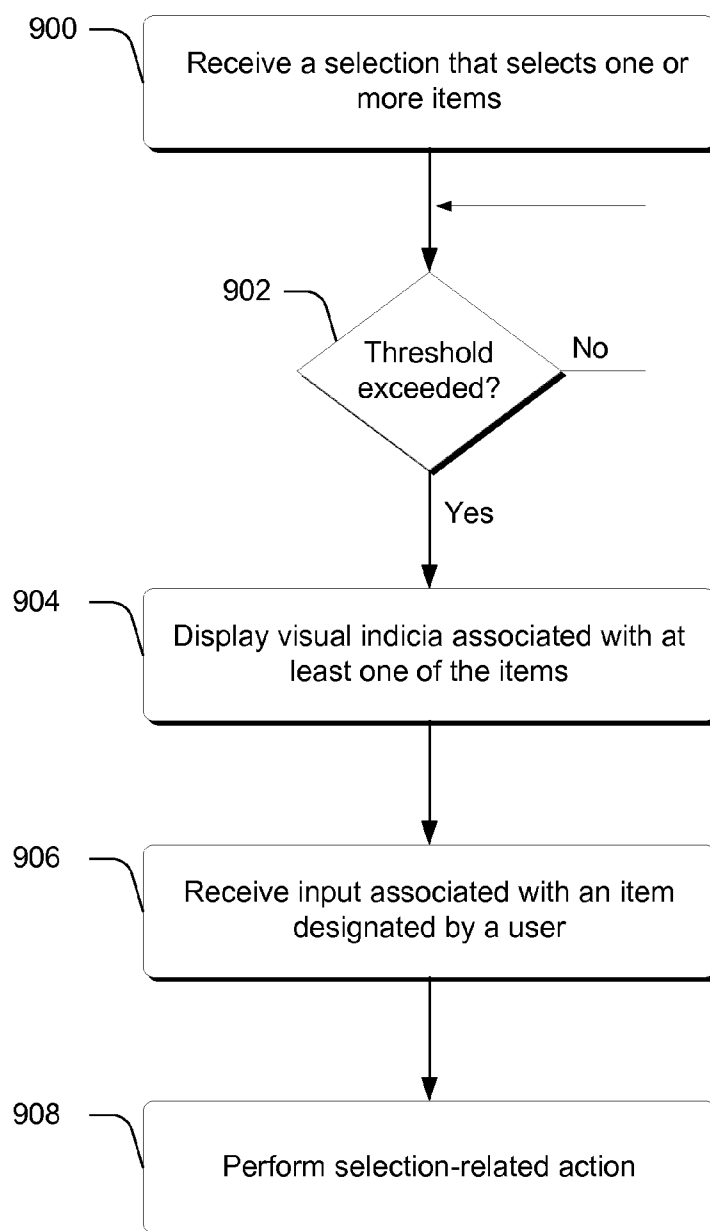 900
Receive a selection that selects one or
more items
902
Threshold
exceeded?
No
Yes
904
Display visual indicia associated with at
least one of the items
906
Receive input associated with an item
designated by a user
908
Perform selection-related action